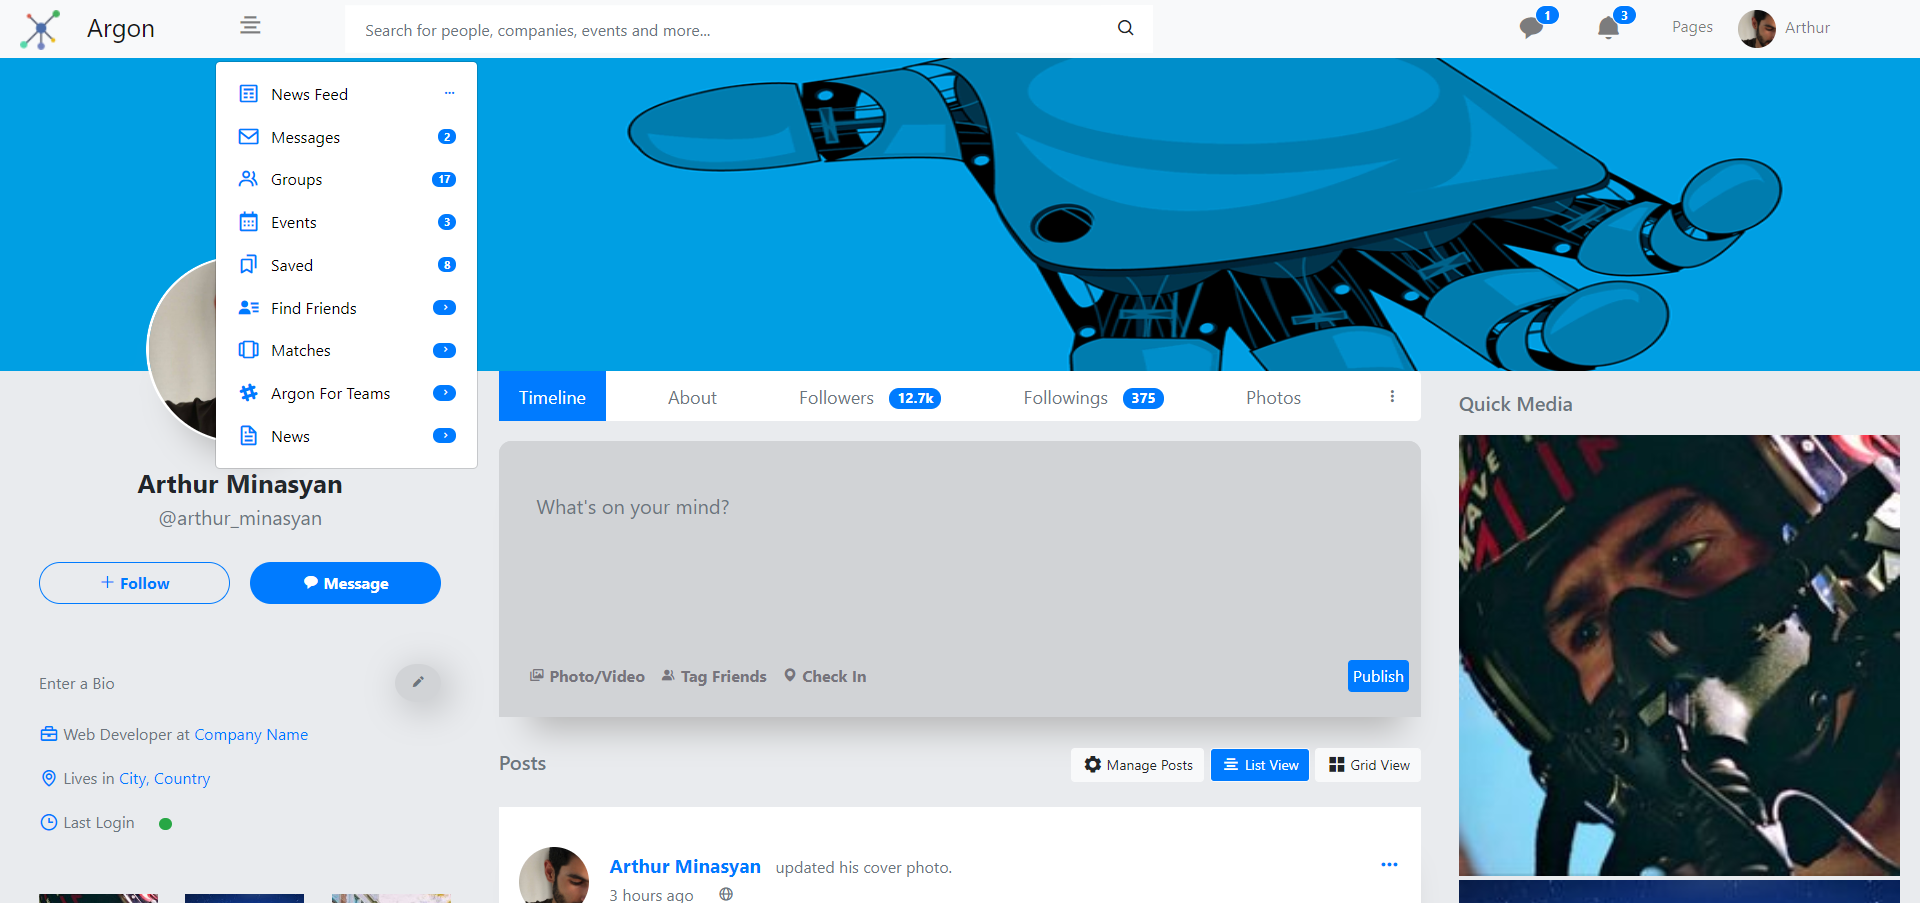 Argon
Search for people, companies, events and more...
1
3
Pages
Arthur
News Feed
Messages 2
Groups 17
Events 3
Saved 8
Find Friends
Matches
Argon For Teams
News
Arthur Minasyan
@arthur_minasyan
Follow
Message
Enter a Bio
Web Developer at Company Name
Lives in City, Country
Last Login
Timeline
About
Followers 12.7k
Followings 375
Photos
What's on your mind?
Photo/Video
Tag Friends
Check In
Publish
Posts
Manage Posts
List View
Grid View
Arthur Minasyan updated his cover photo.
3 hours ago
Quick Media